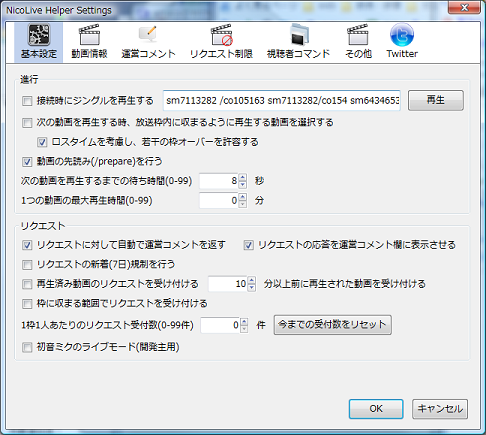 NicoLive Helper Settings
基本設定 動画情報 運営コメント リクエスト制限 視聴者コマンド その他 Twitter
進行
接続時にジングルを再生する sm7113282 /co105163 sm7113282/co154 sm6434653 再生
次の動画を再生する時、放送枠内に収まるように再生する動画を選択する
ロスタイムを考慮し、若干の枠オーバーを許容する
動画の先読み(/prepare)を行う
次の動画を再生するまでの待ち時間(0-99) 8 秒
1つの動画の最大再生時間(0-99) 0 分
リクエスト
リクエストに対して自動で運営コメントを返す リクエストの応答を運営コメント欄に表示させる
リクエストの新着(7日)規制を行う
再生済み動画のリクエストを受け付ける 10 分以上前に再生された動画を受け付ける
枠に収まる範囲でリクエストを受け付ける
1枠1人あたりのリクエスト受付数(0-99件) 0 件 今までの受付数をリセット
初音ミクのライブモード(開発主用)
OK キャンセル